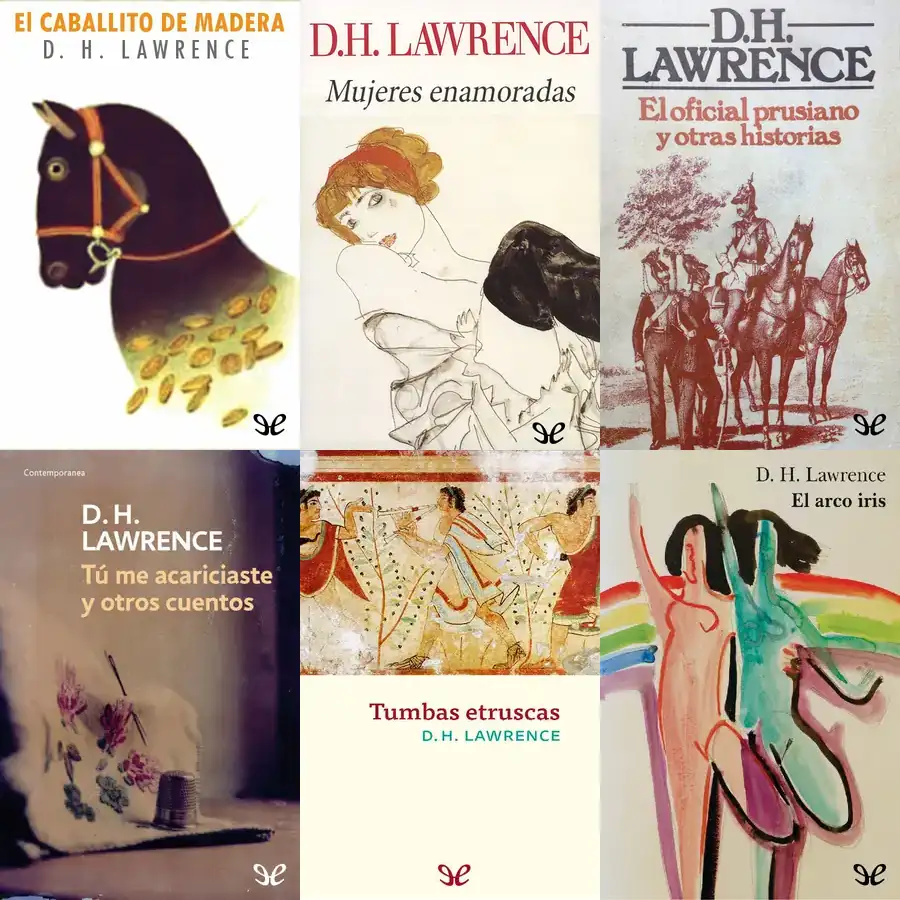 El CABALLITO DE MADERA
D. H. LAWRENCE
D.H. LAWRENCE
Mujeres enamoradas
D.H.
LAWRENCE
El oficial prusiano
y otras historias
Contemporanea
D. H.
LAWRENCE
Tú me acariciaste
y otros cuentos
Tumbas etruscas
D. H. LAWRENCE
D. H. Lawrence
El arco iris